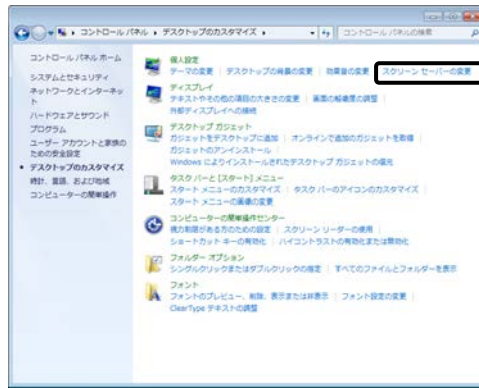 コントロール パネル ▸ デスクトップのカスタマイズ ▸
コントロール パネルの検索
コントロール パネル ホーム
システムとセキュリティ
ネットワークとインターネット
ハードウェアとサウンド
プログラム
ユーザー アカウントと家族のための安全設定
デスクトップのカスタマイズ
時計、言語、および地域
コンピューターの簡単操作
個人設定
テーマの変更 | デスクトップの背景の変更 | 効果音の変更 | スクリーン セーバーの変更
ディスプレイ
テキストやその他の項目の大きさの変更 | 画面の解像度の調整
外部ディスプレイへの接続
デスクトップ ガジェット
ガジェットをデスクトップに追加 | オンラインで追加のガジェットを取得
ガジェットのアンインストール
Windows によりインストールされたデスクトップ ガジェットの復元
タスク バーと [スタート] メニュー
スタート メニューのカスタマイズ | タスク バーのアイコンのカスタマイズ
スタート メニューの画像の変更
コンピューターの簡単操作センター
視力制限がある方のための設定 | スクリーン リーダーの使用
ショートカット キーの有効化 | ハイコントラストの有効化または無効化
フォルダー オプション
シングルクリックまたはダブルクリックの指定 | すべてのファイルとフォルダーを表示
フォント
フォントのプレビュー、削除、表示または非表示 | フォント設定の変更
ClearType テキストの調整